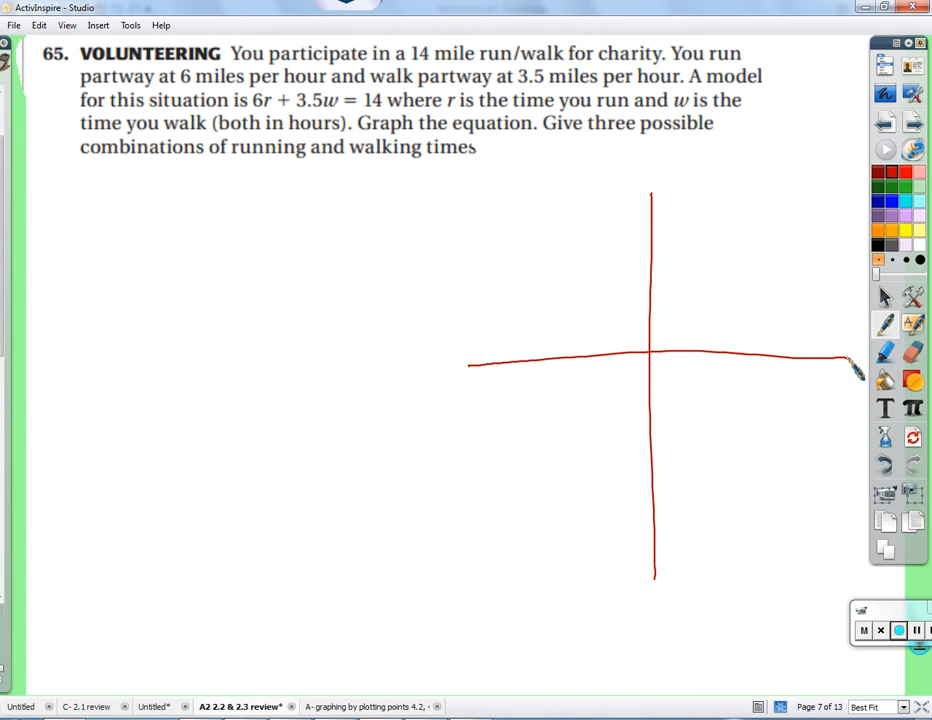 ActivInspire - Studio
File Edit View Insert Tools Help
65. VOLUNTEERING You participate in a 14 mile run/walk for charity. You run
partway at 6 miles per hour and walk partway at 3.5 miles per hour. A model
for this situation is 6r + 3.5w = 14 where r is the time you run and w is the
time you walk (both in hours). Graph the equation. Give three possible
combinations of running and walking times
T π
M
Untitled C- 2.1 review Untitled* A2 2.2 & 2.3 review* A- graphing by plotting points 4.2, Page 7 of 13 Best Fit